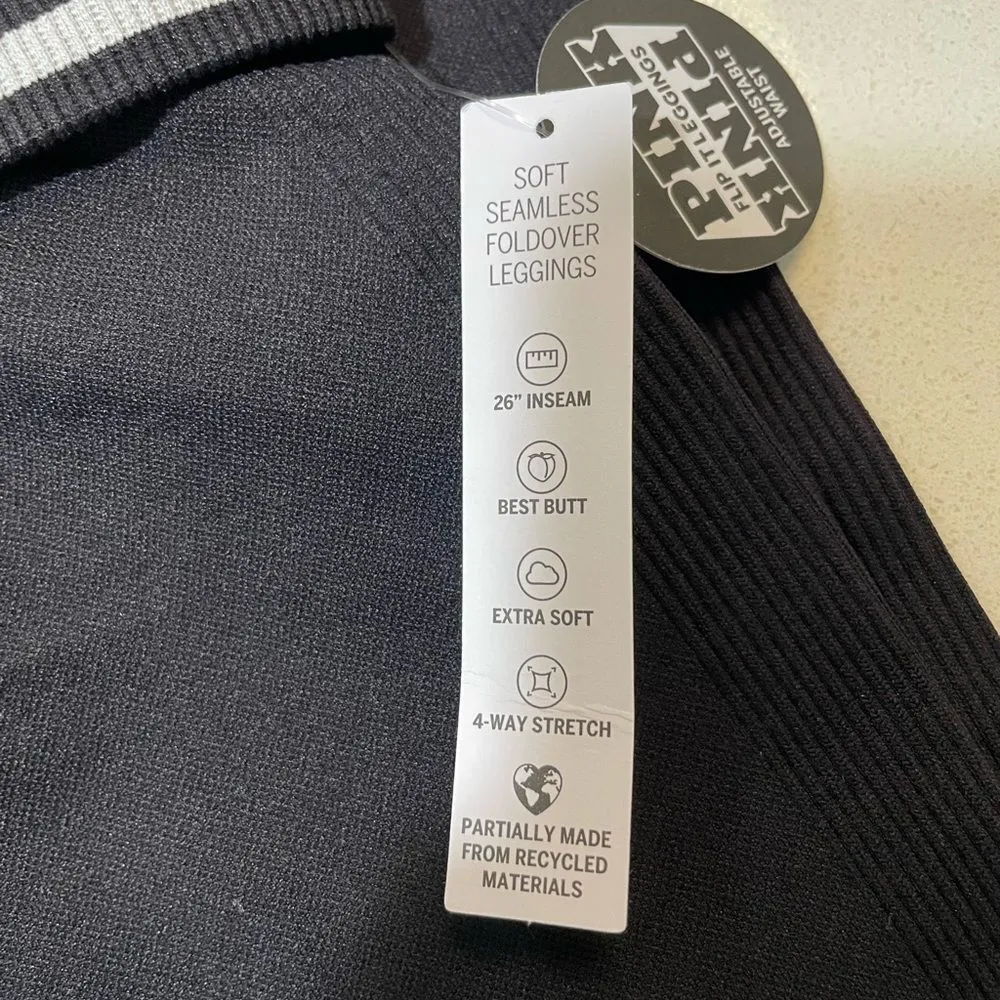 PINK
FLIP IT LEGGINGS
PINK
ADJUSTABLE
WAIST
SOFT
SEAMLESS
FOLDOVER
LEGGINGS
26” INSEAM
BEST BUTT
EXTRA SOFT
4-WAY STRETCH
PARTIALLY MADE
FROM RECYCLED
MATERIALS